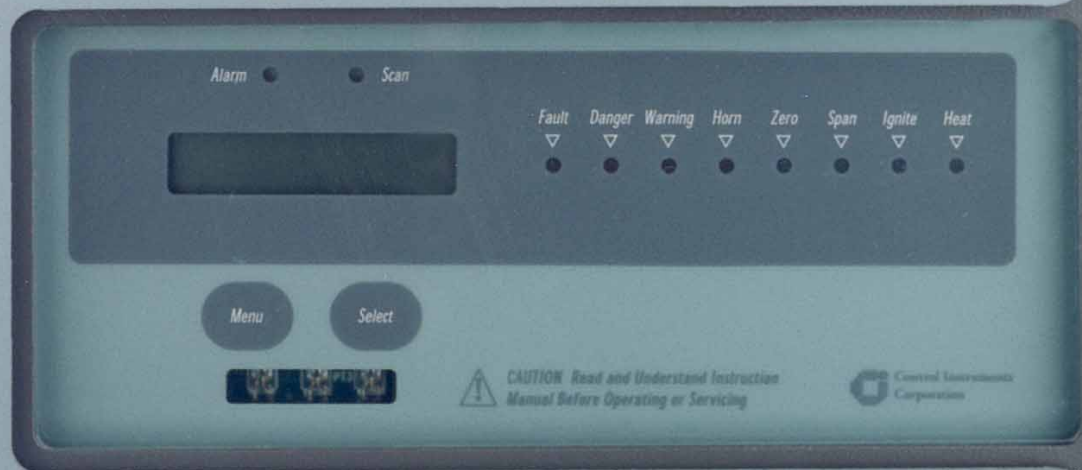 Alarm Scan
Fault Danger Warning Horn Zero Span Ignite Heat
Menu Select
CAUTION Read and Understand Instruction
Manual Before Operating or Servicing
Control Instruments
Corporation